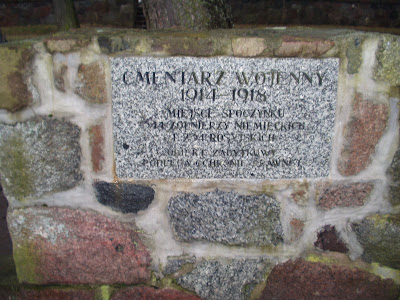 CMENTARZ WOJENNY
1914-1918
MIEJSCE SPOCZYNKU
ŻOŁNIERZY NIEMIECKICH
ROSYJSKICH
OBIEKT ZABYTKOWY
PODLEGA OCHRONIE PRAWNEJ